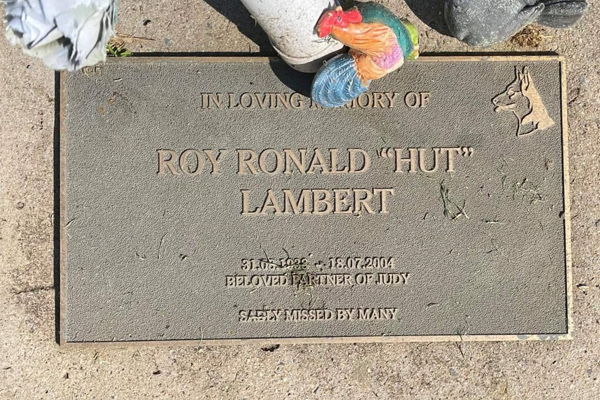 IN LOVING MEMORY OF
ROY RONALD “HUT”
LAMBERT
18.07.2004
BELOVED PARTNER OF JUDY
SADLY MISSED BY MANY